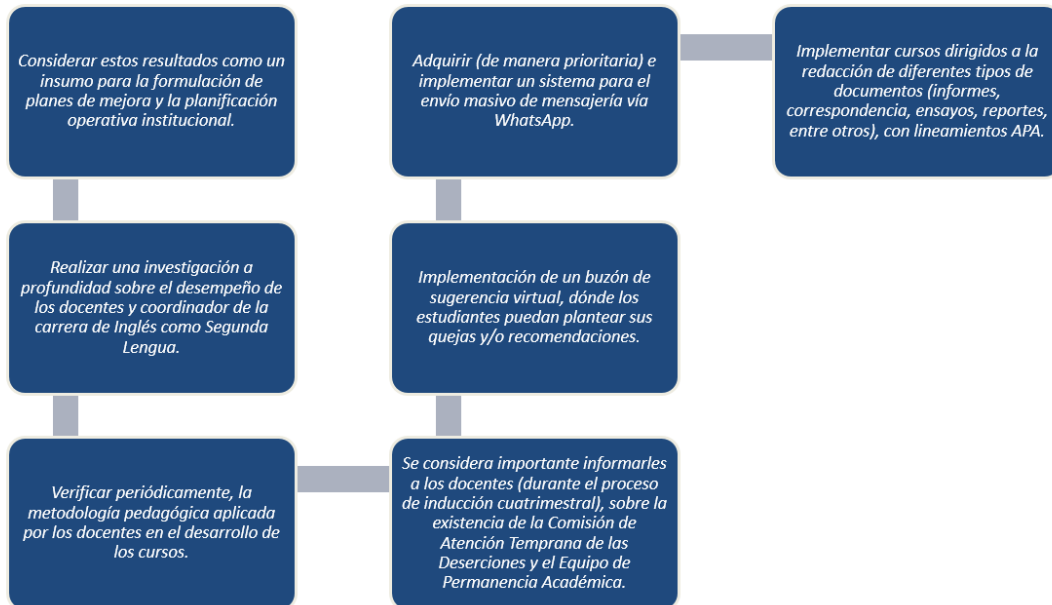 Considerar estos resultados como un
insumo para la formulación de
planes de mejora y la planificación
operativa institucional.
Realizar una investigación a
profundidad sobre el desempeño de
los docentes y coordinador de la
carrera de Inglés como Segunda
Lengua.
Verificar periódicamente, la
metodología pedagógica aplicada
por los docentes en el desarrollo de
los cursos.
Se considera importante informarles
a los docentes (durante el proceso
de inducción cuatrimestral), sobre la
existencia de la Comisión de
Atención Temprana de las
Deserciones y el Equipo de
Permanencia Académica.
Implementación de un buzón de
sugerencia virtual, dónde los
estudiantes puedan plantear sus
quejas y/o recomendaciones.
Adquirir (de manera prioritaria) e
implementar un sistema para el
envío masivo de mensajería vía
WhatsApp.
Implementar cursos dirigidos a la
redacción de diferentes tipos de
documentos (informes,
correspondencia, ensayos, reportes,
entre otros), con lineamientos APA.